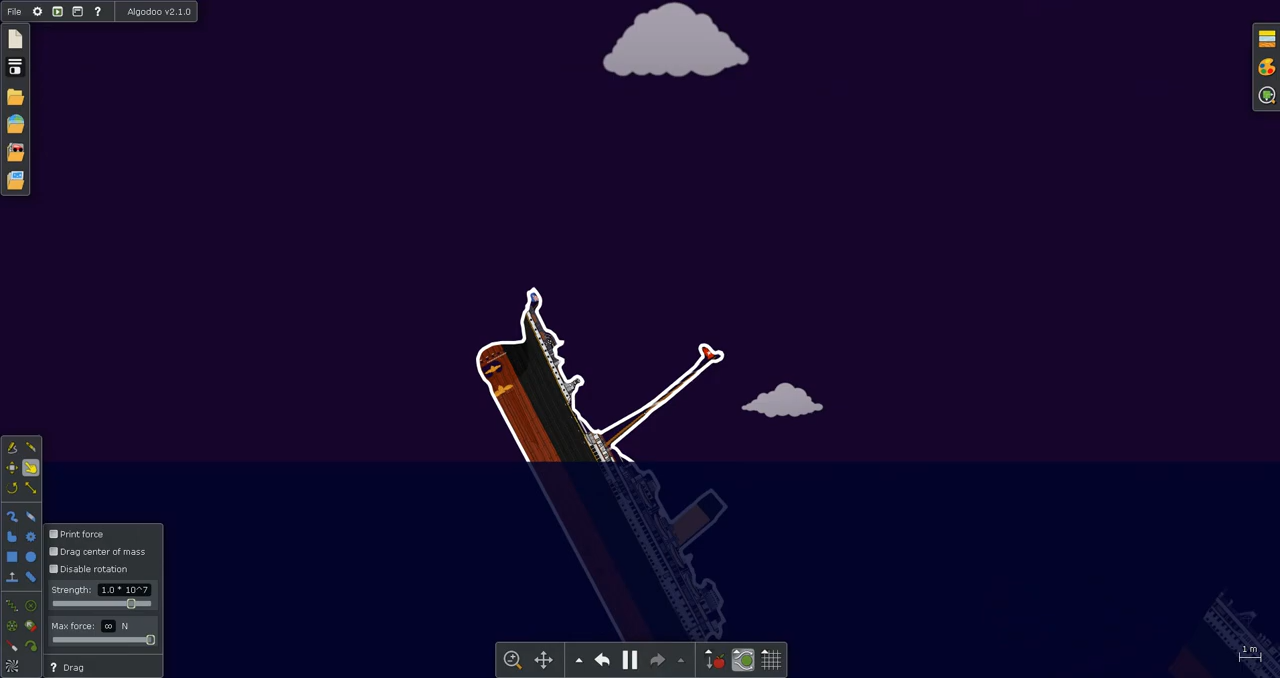 File
?
Algodoo v2.1.0
Print force
Drag center of mass
Disable rotation
Strength: 1.0 * 10^7
Max force: ∞ N
? Drag
1 m